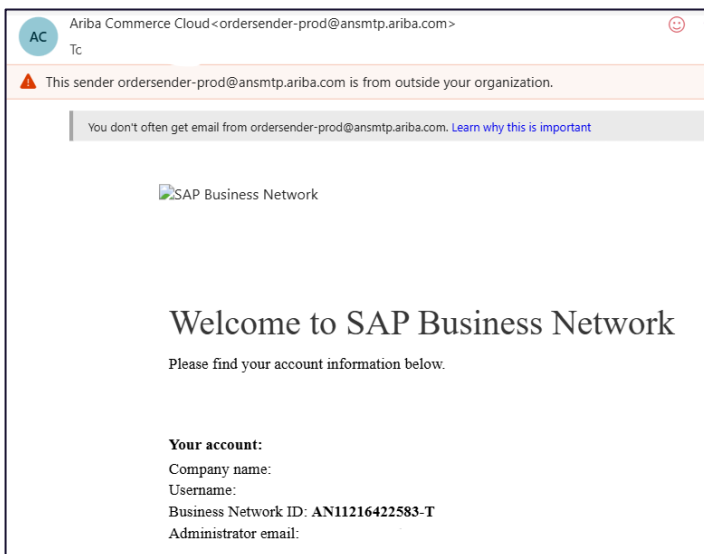 AC
Ariba Commerce Cloud<ordersender-prod@ansmtp.ariba.com>
Tc
This sender ordersender-prod@ansmtp.ariba.com is from outside your organization.
You don't often get email from ordersender-prod@ansmtp.ariba.com. Learn why this is important
SAP Business Network
Welcome to SAP Business Network
Please find your account information below.
Your account:
Company name:
Username:
Business Network ID: AN11216422583-T
Administrator email: